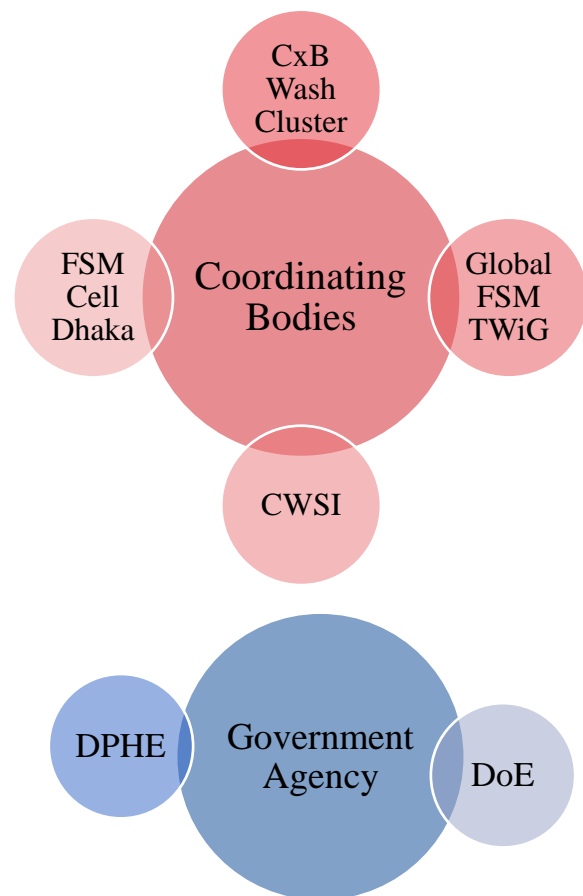 CxB
Wash
Cluster
FSM
Cell
Dhaka
Coordinating
Bodies
Global
FSM
TWiG
CWSI
DPHE
Government
Agency
DoE